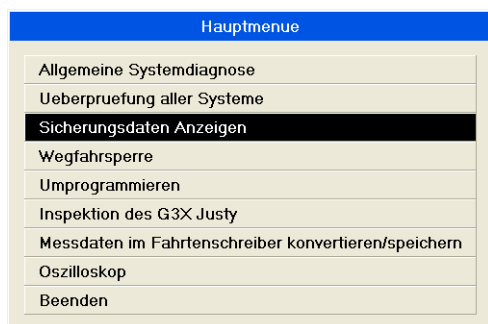 Hauptmenue
Allgemeine Systemdiagnose
Ueberpruefung aller Systeme
Sicherungsdaten Anzeigen
Wegfahrsperre
Umprogrammieren
Inspektion des G3X Justy
Messdaten im Fahrtenschreiber konvertieren/speichern
Oszilloskop
Beenden